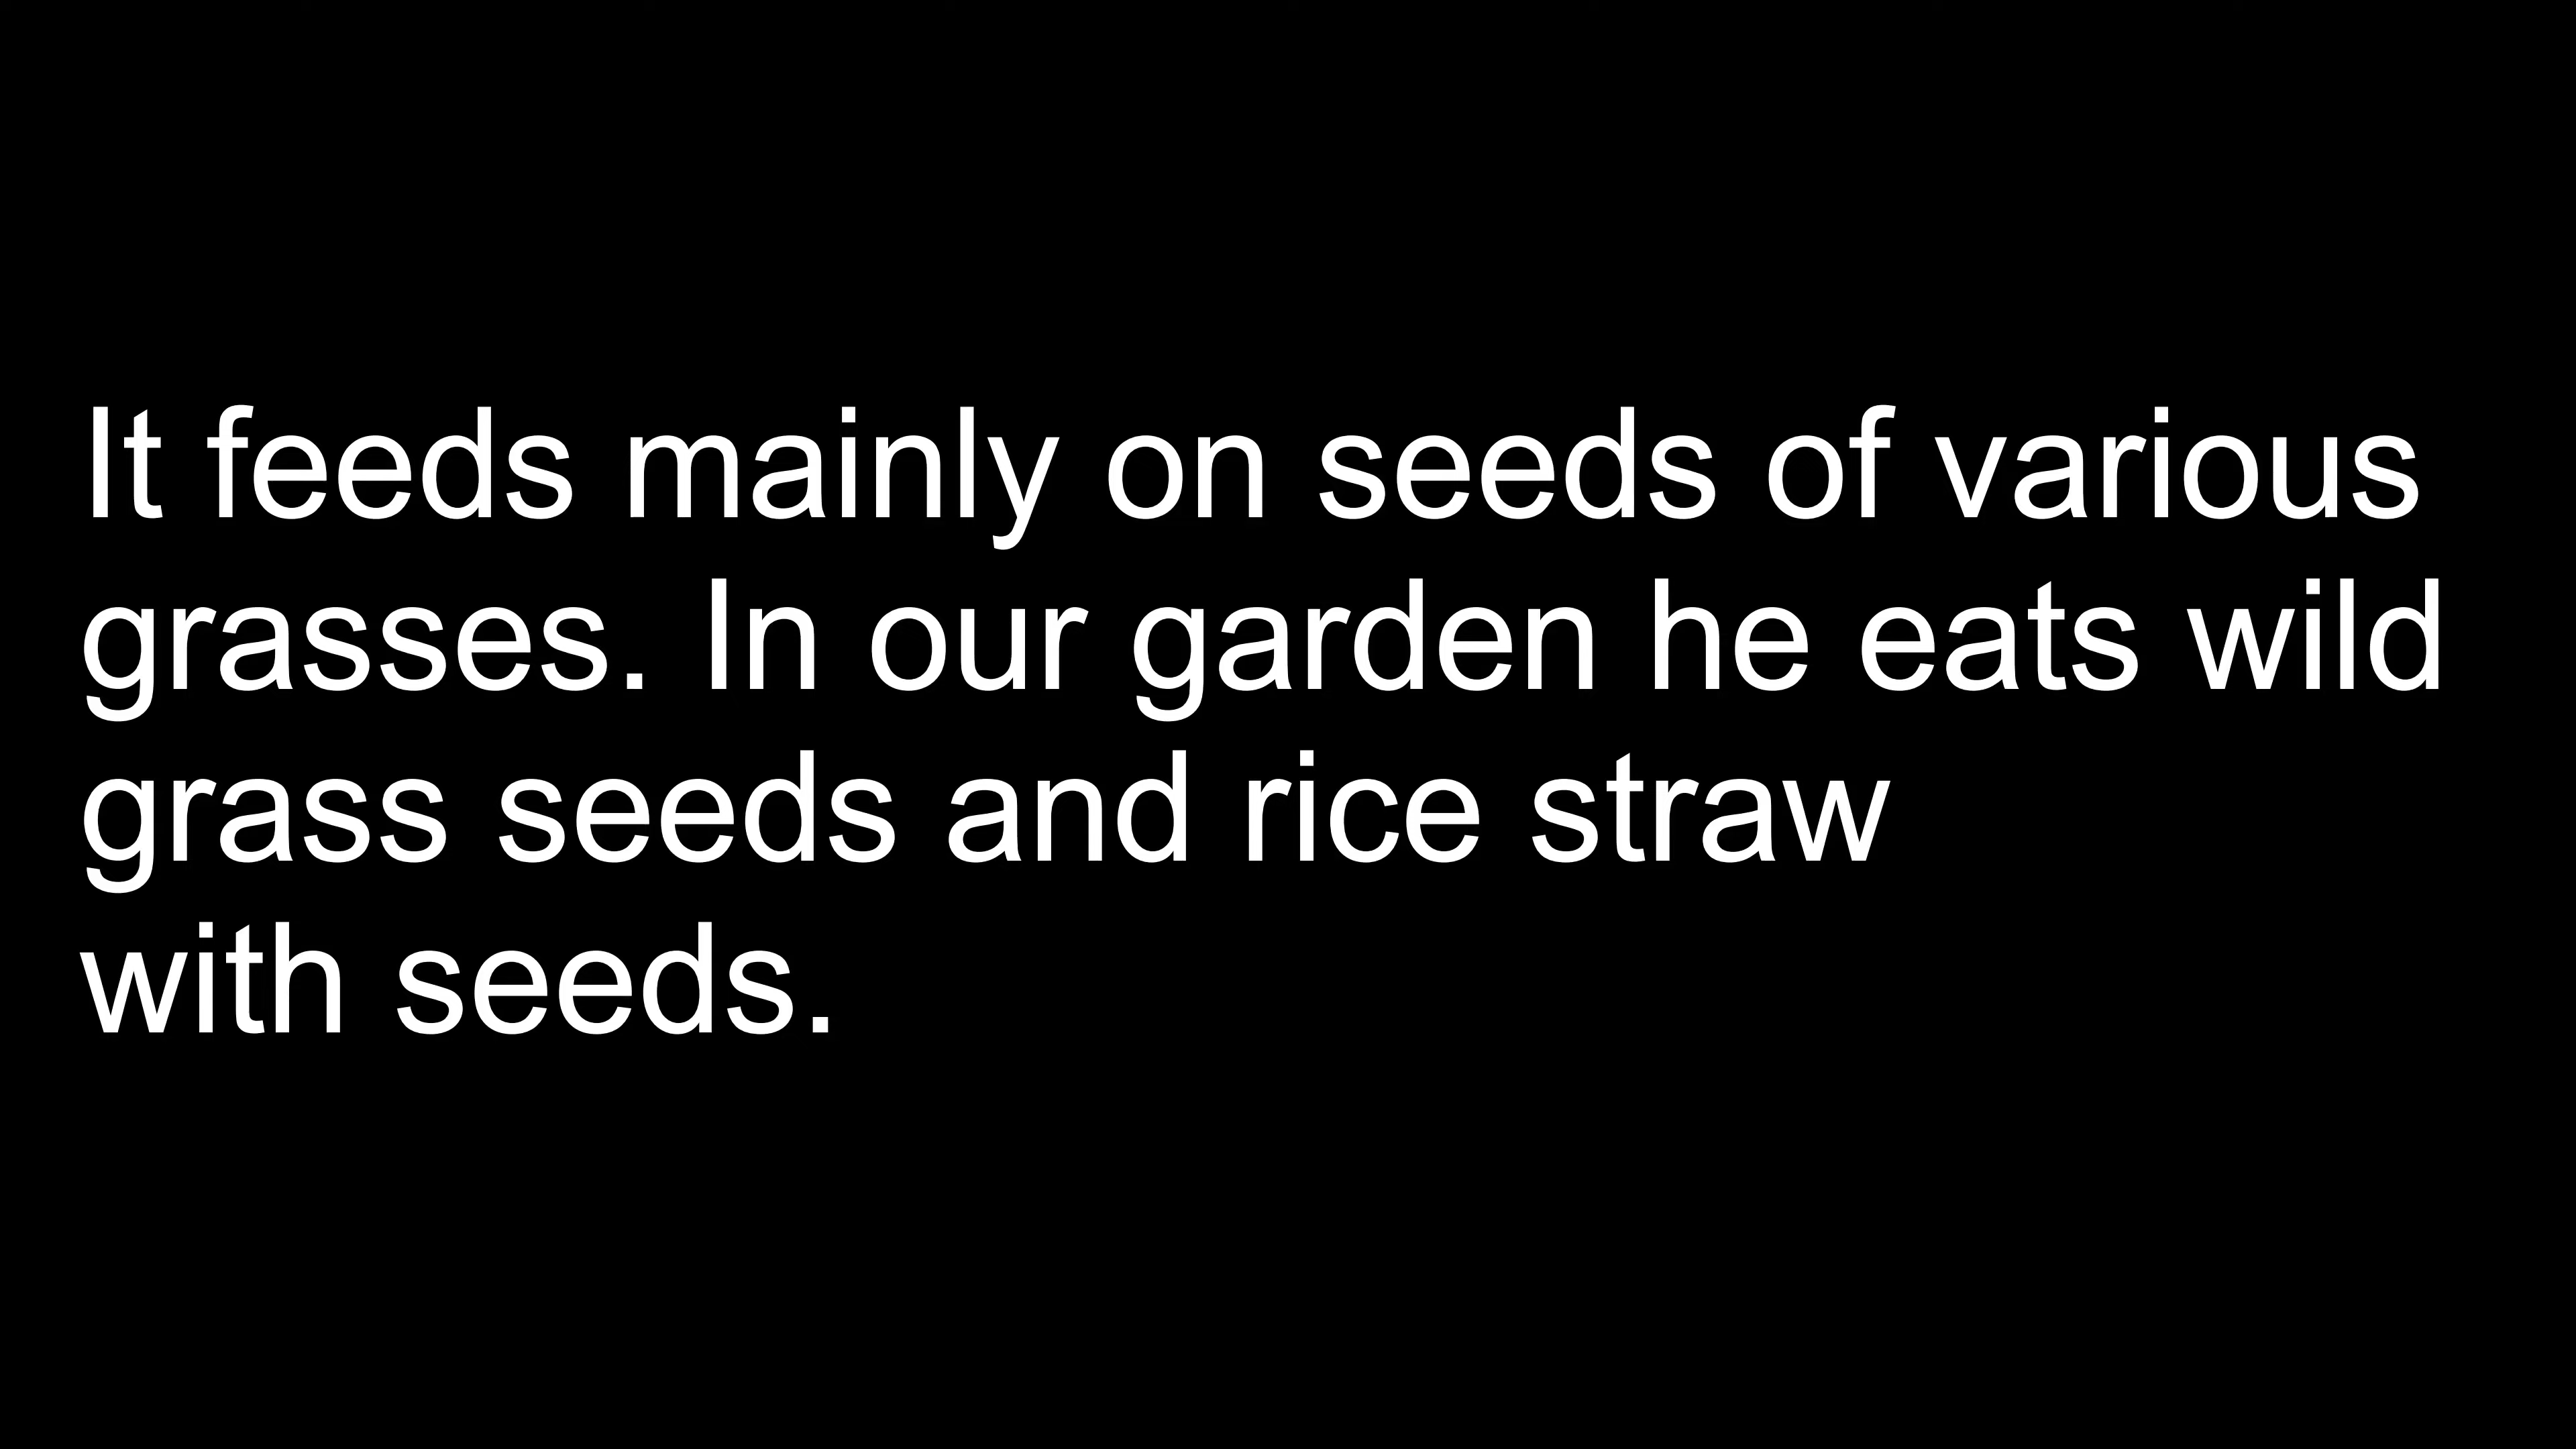 It feeds mainly on seeds of various
grasses. In our garden he eats wild
grass seeds and rice straw
with seeds.